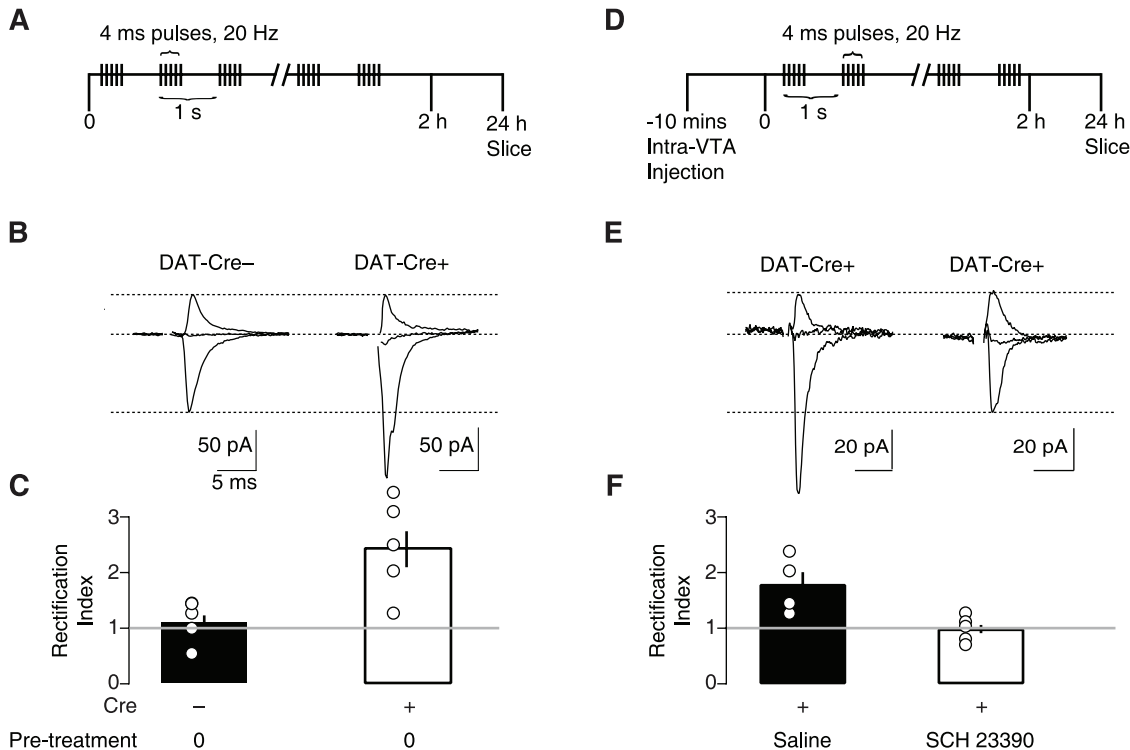 A
4 ms pulses, 20 Hz
1 s
0
2 h
24 h
Slice
D
4 ms pulses, 20 Hz
1 s
-10 mins
Intra-VTA
Injection
0
2 h
24 h
Slice
B
DAT-Cre–
DAT-Cre+
50 pA
5 ms
50 pA
E
DAT-Cre+
DAT-Cre+
20 pA
20 pA
C
Rectification
Index
3
2
1
0
Cre
–
+
Pre-treatment
0
0
F
Rectification
Index
3
2
1
0
+
+
Saline
SCH 23390